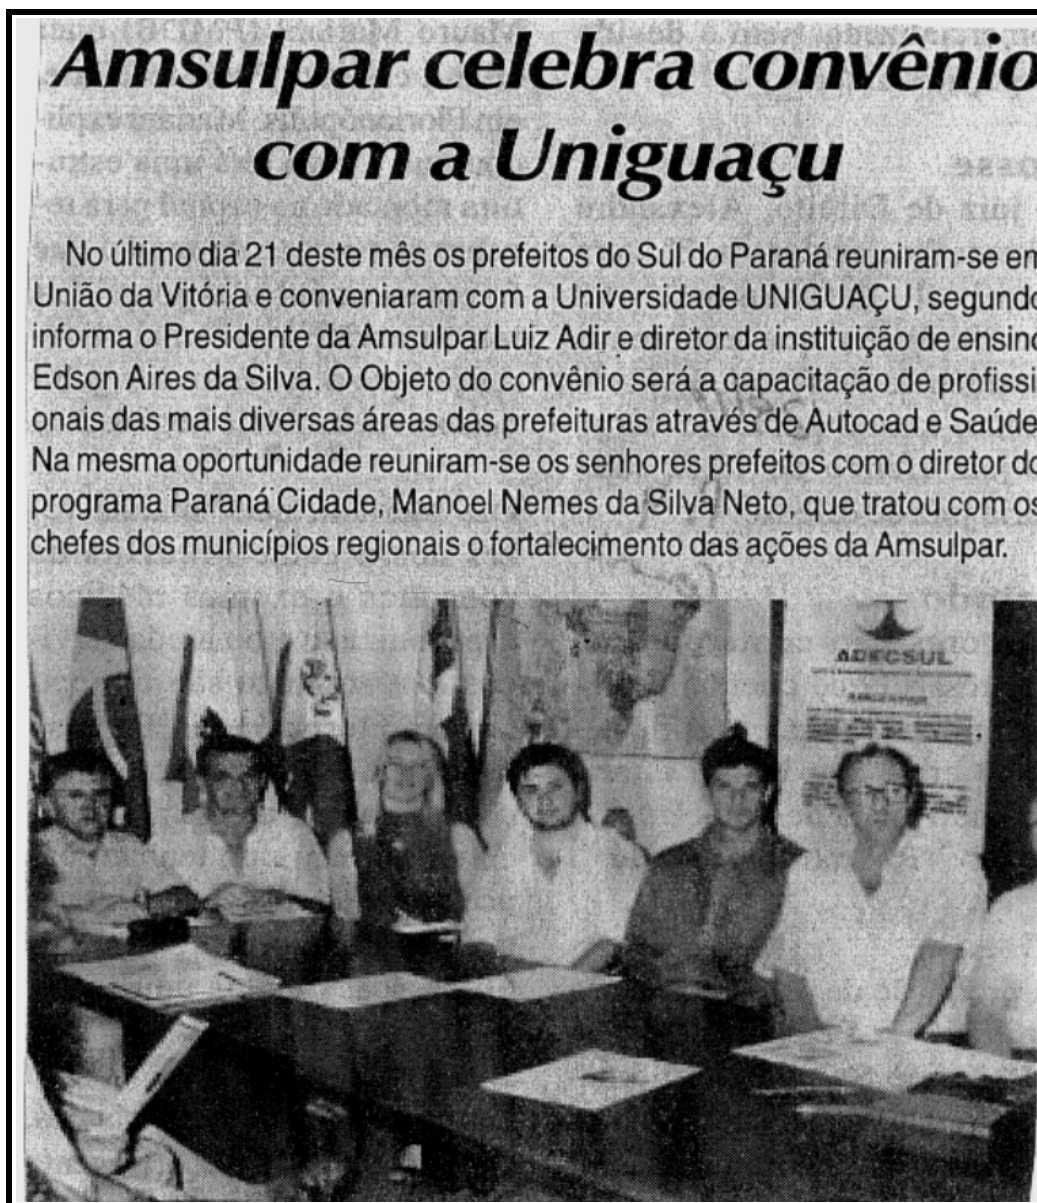 Amsulpar celebra convênio
com a Uniguaçu
No último dia 21 deste mês os prefeitos do Sul do Paraná reuniram-se em
União da Vitória e conveniaram com a Universidade UNIGUAÇU, segundo
informa o Presidente da Amsulpar Luiz Adir e diretor da instituição de ensino
Edson Aires da Silva. O Objeto do convênio será a capacitação de profissi
onais das mais diversas áreas das prefeituras através de Autocad e Saúde.
Na mesma oportunidade reuniram-se os senhores prefeitos com o diretor do
programa Paraná Cidade, Manoel Nemes da Silva Neto, que tratou com os
chefes dos municípios regionais o fortalecimento das ações da Amsulpar.
ADECSUL